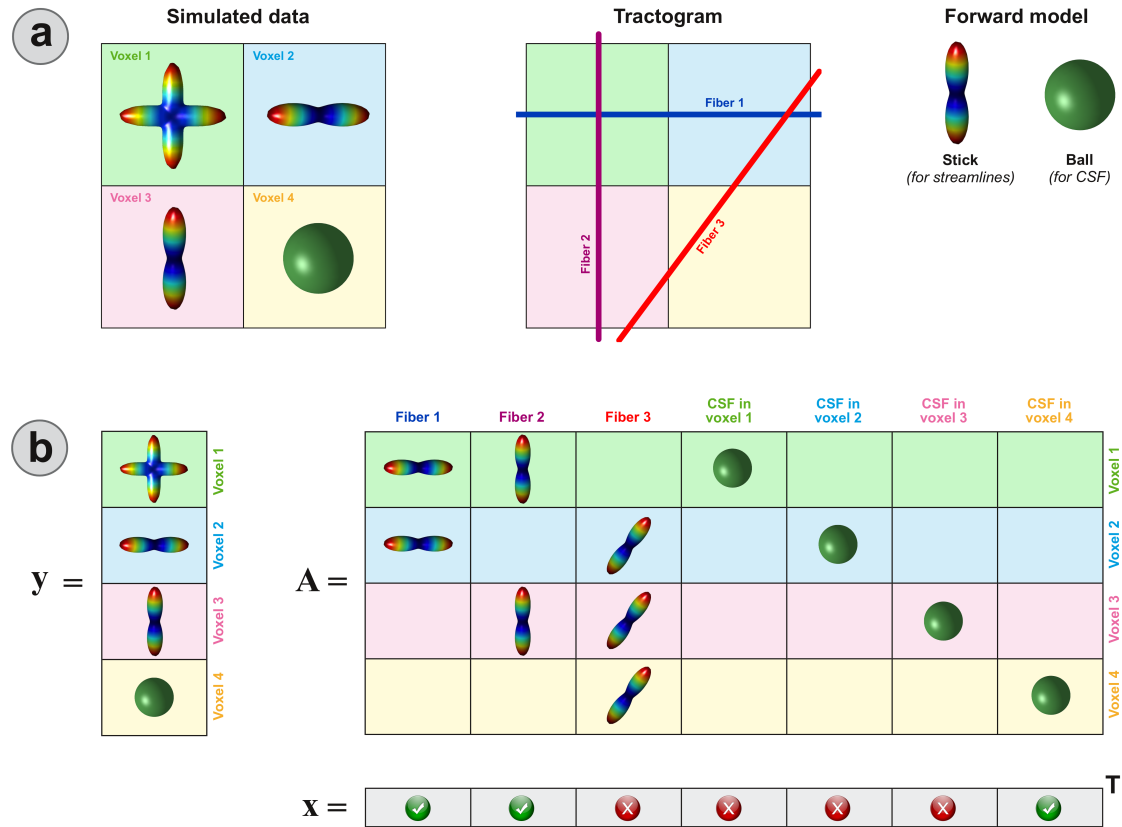 a
Simulated data
Tractogram
Forward model
Voxel 1
Voxel 2
Voxel 3
Voxel 4
Fiber 1
Fiber 2
Fiber 3
Stick
(for streamlines)
Ball
(for CSF)
b
y =
Voxel 1
Voxel 2
Voxel 3
Voxel 4
A =
Fiber 1
Fiber 2
Fiber 3
CSF in
voxel 1
CSF in
voxel 2
CSF in
voxel 3
CSF in
voxel 4
Voxel 1
Voxel 2
Voxel 3
Voxel 4
x =
T